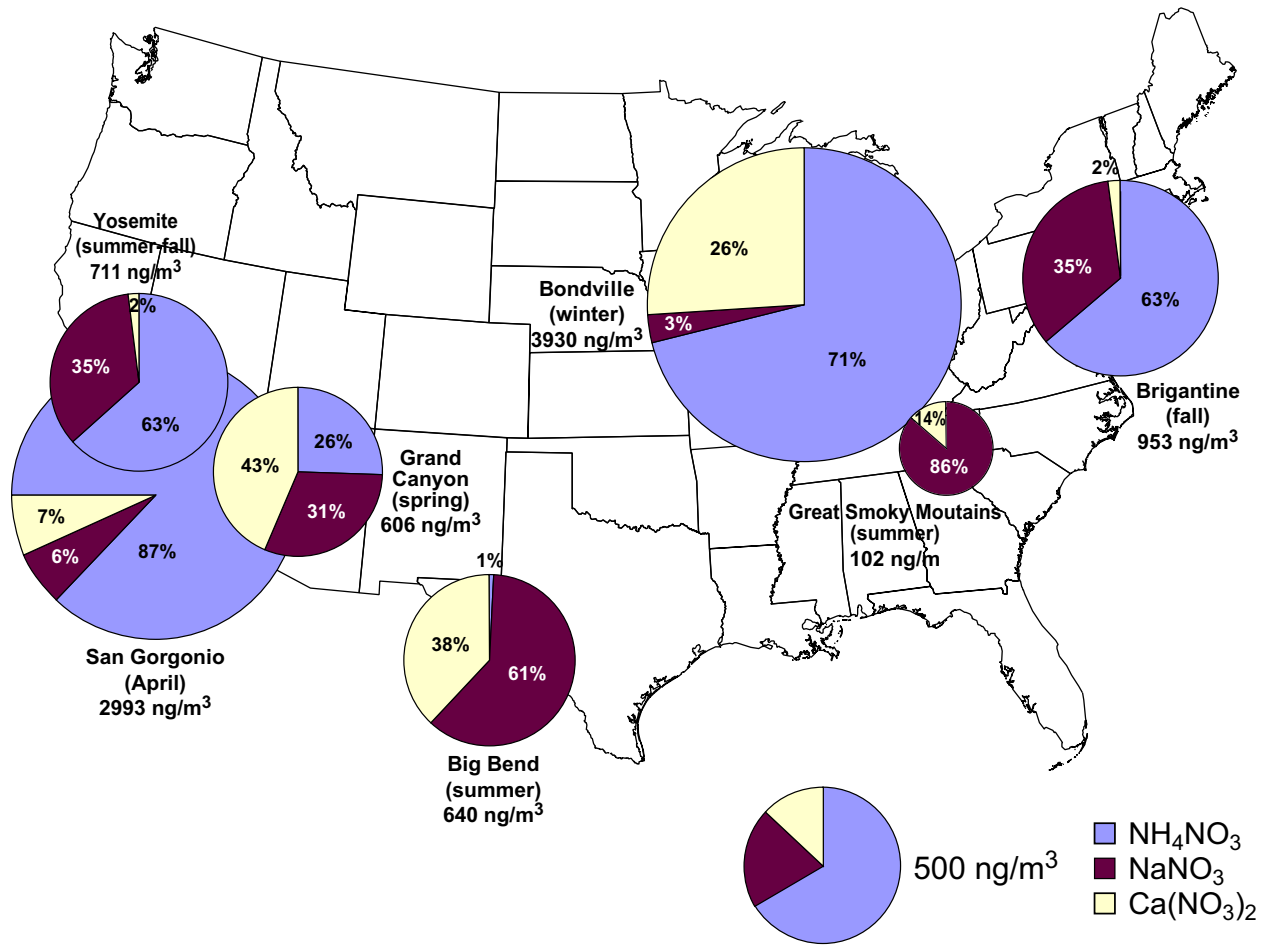 2%
35%
63%
Yosemite
(summer-fall)
711 ng/m³
2%
35%
63%
26%
3%
71%
Bondville
(winter)
3930 ng/m³
Brigantine
(fall)
953 ng/m³
14%
86%
Great Smoky Moutains
(summer)
102 ng/m
43%
26%
31%
Grand
Canyon
(spring)
606 ng/m³
7%
6%
87%
San Gorgonio
(April)
2993 ng/m³
1%
38%
61%
Big Bend
(summer)
640 ng/m³
500 ng/m³
NH₄NO₃
NaNO₃
Ca(NO₃)₂